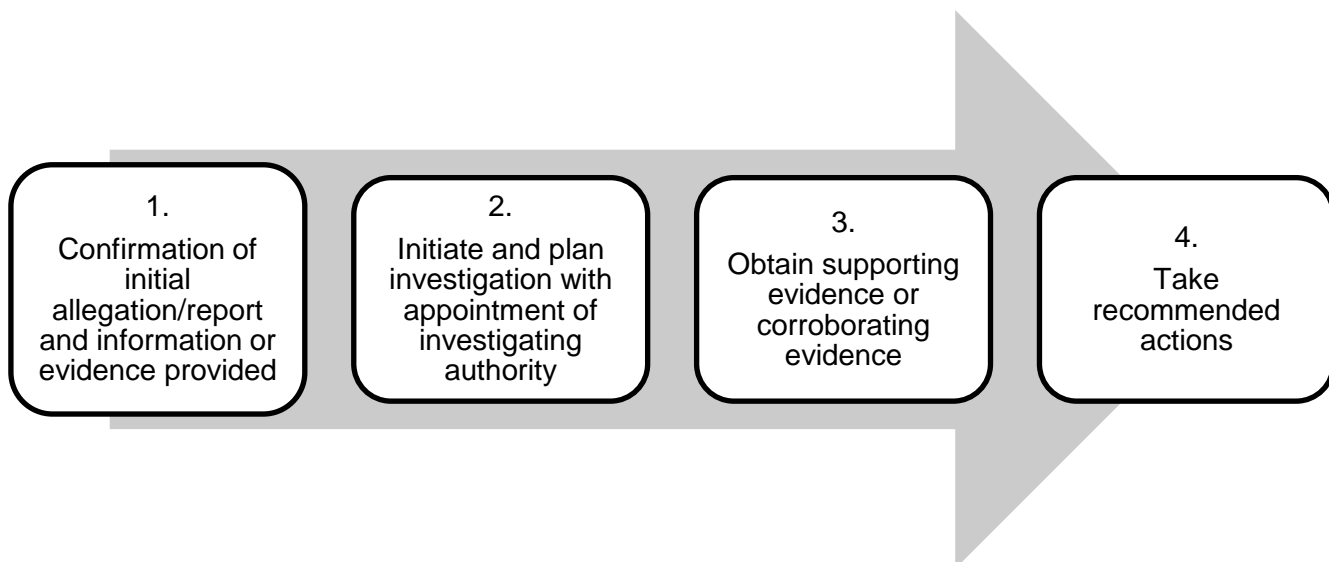 1.
Confirmation of
initial
allegation/report
and information or
evidence provided
2.
Initiate and plan
investigation with
appointment of
investigating
authority
3.
Obtain supporting
evidence or
corroborating
evidence
4.
Take
recommended
actions